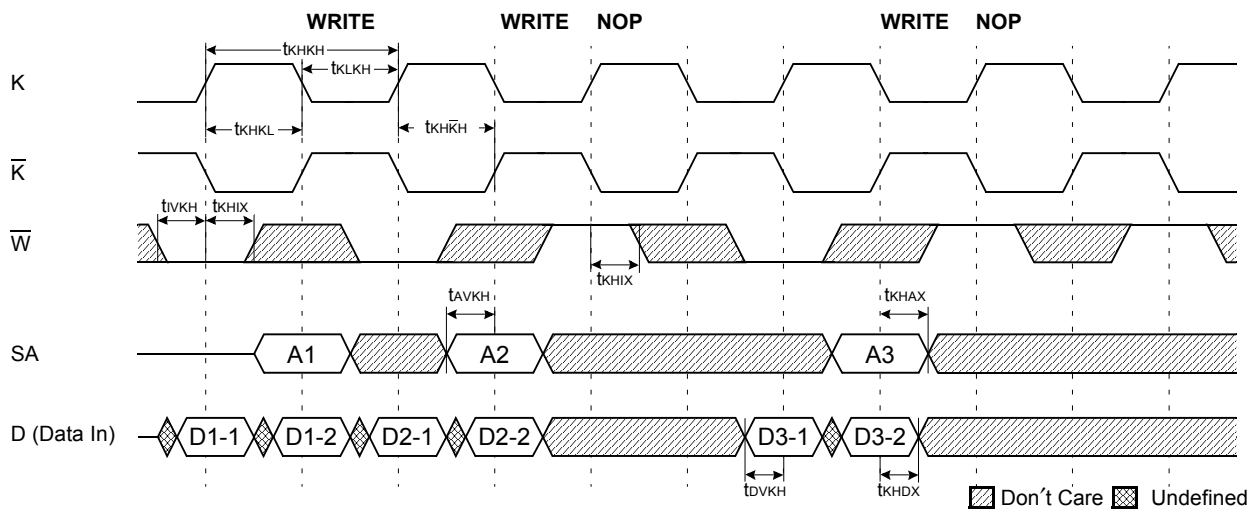 WRITE WRITE NOP WRITE NOP
tKHKH
tKLKH
K
tKHKL tKHK̅H
K̅
tIVKH tKHIX
W̅
tKHIX
tAVKH tKHAX
SA A1 A2 A3
D (Data In) D1-1 D1-2 D2-1 D2-2 D3-1 D3-2
tDVKH tKHDX
Don′t Care Undefined